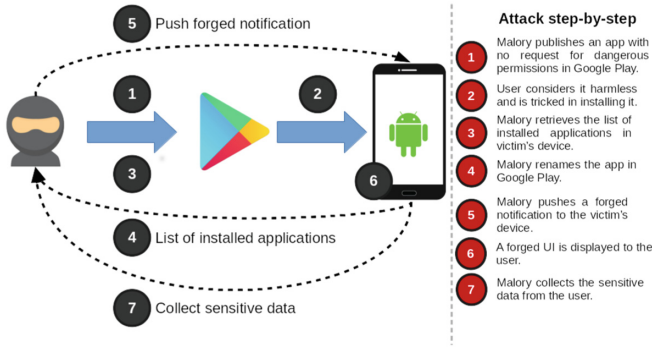 5 Push forged notification
1
2
3
6
4 List of installed applications
7 Collect sensitive data
Attack step-by-step
1 Malory publishes an app with
no request for dangerous
permissions in Google Play.
2 User considers it harmless
and is tricked in installing it.
3 Malory retrieves the list of
installed applications in
victim's device.
4 Malory renames the app in
Google Play.
5 Malory pushes a forged
notification to the victim's
device.
6 A forged UI is displayed to the
user.
7 Malory collects the sensitive
data from the user.